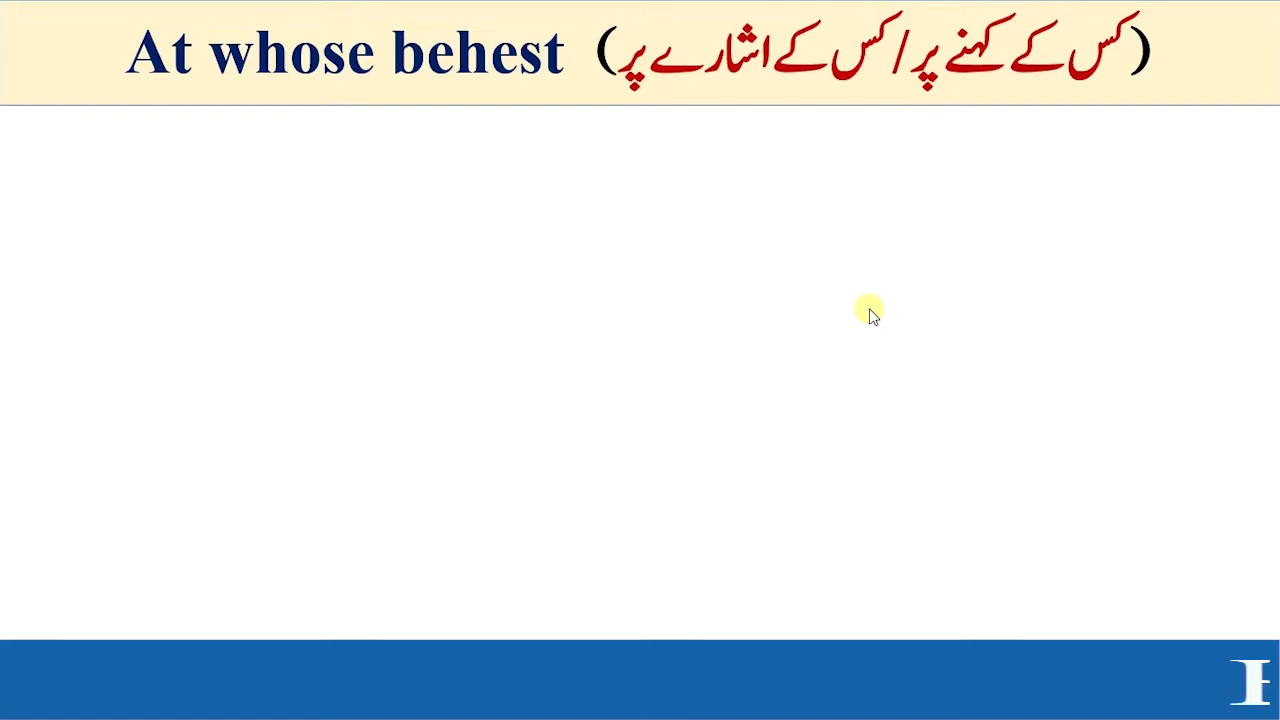 At whose behest (کس کے کہنے پر / کس کے اشارے پر)